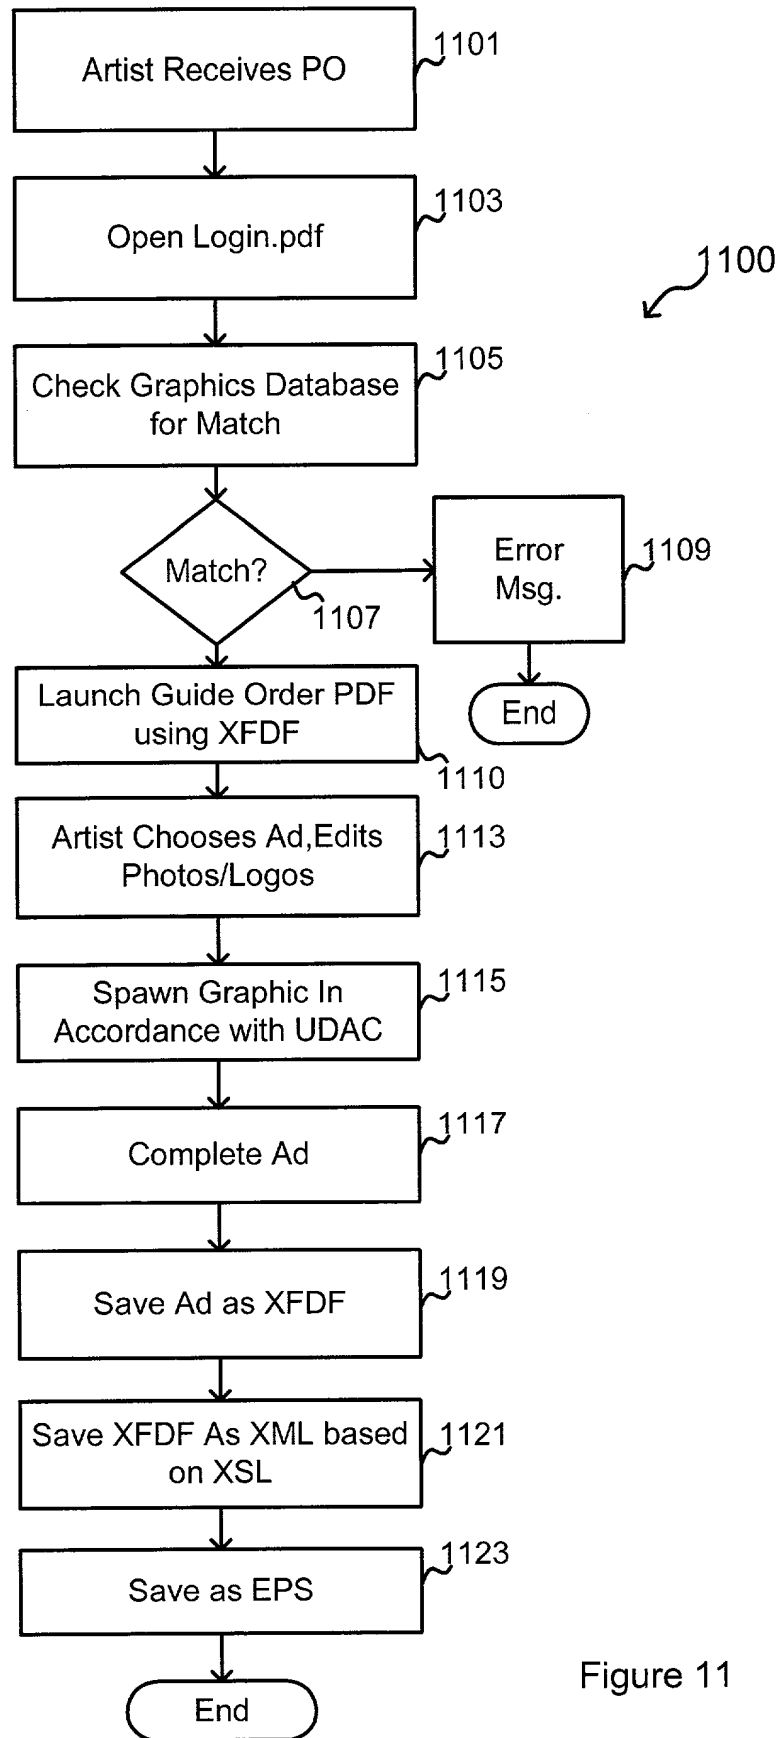 Artist Receives PO
1101
Open Login.pdf
1103
1100
Check Graphics Database
for Match
1105
Match?
1107
Error
Msg.
1109
End
Launch Guide Order PDF
using XFDF
1110
Artist Chooses Ad,Edits
Photos/Logos
1113
Spawn Graphic In
Accordance with UDAC
1115
Complete Ad
1117
Save Ad as XFDF
1119
Save XFDF As XML based
on XSL
1121
Save as EPS
1123
End
Figure 11